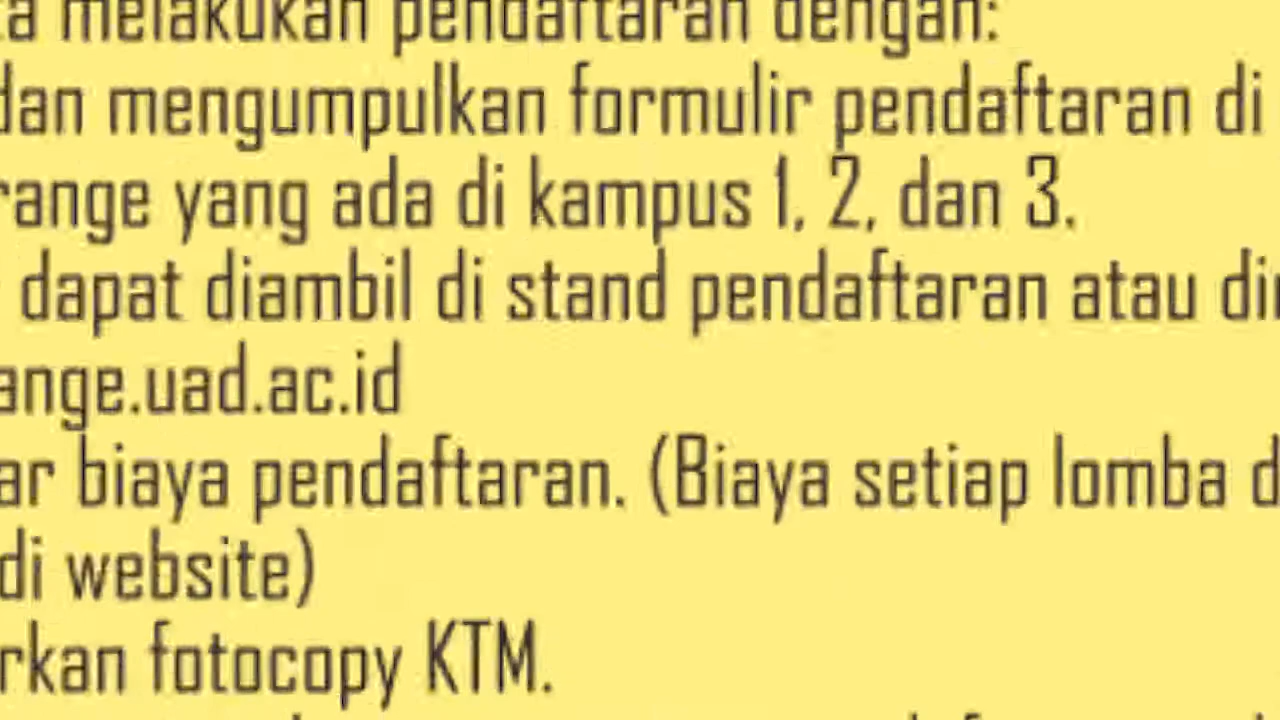 melakukan pendaftaran dengan:
dan mengumpulkan formulir pendaftaran di
range yang ada di kampus 1, 2, dan 3.
dapat diambil di stand pendaftaran atau
ange.uad.ac.id
ar biaya pendaftaran. (Biaya setiap lomba
di website)
rkan fotocopy KTM.